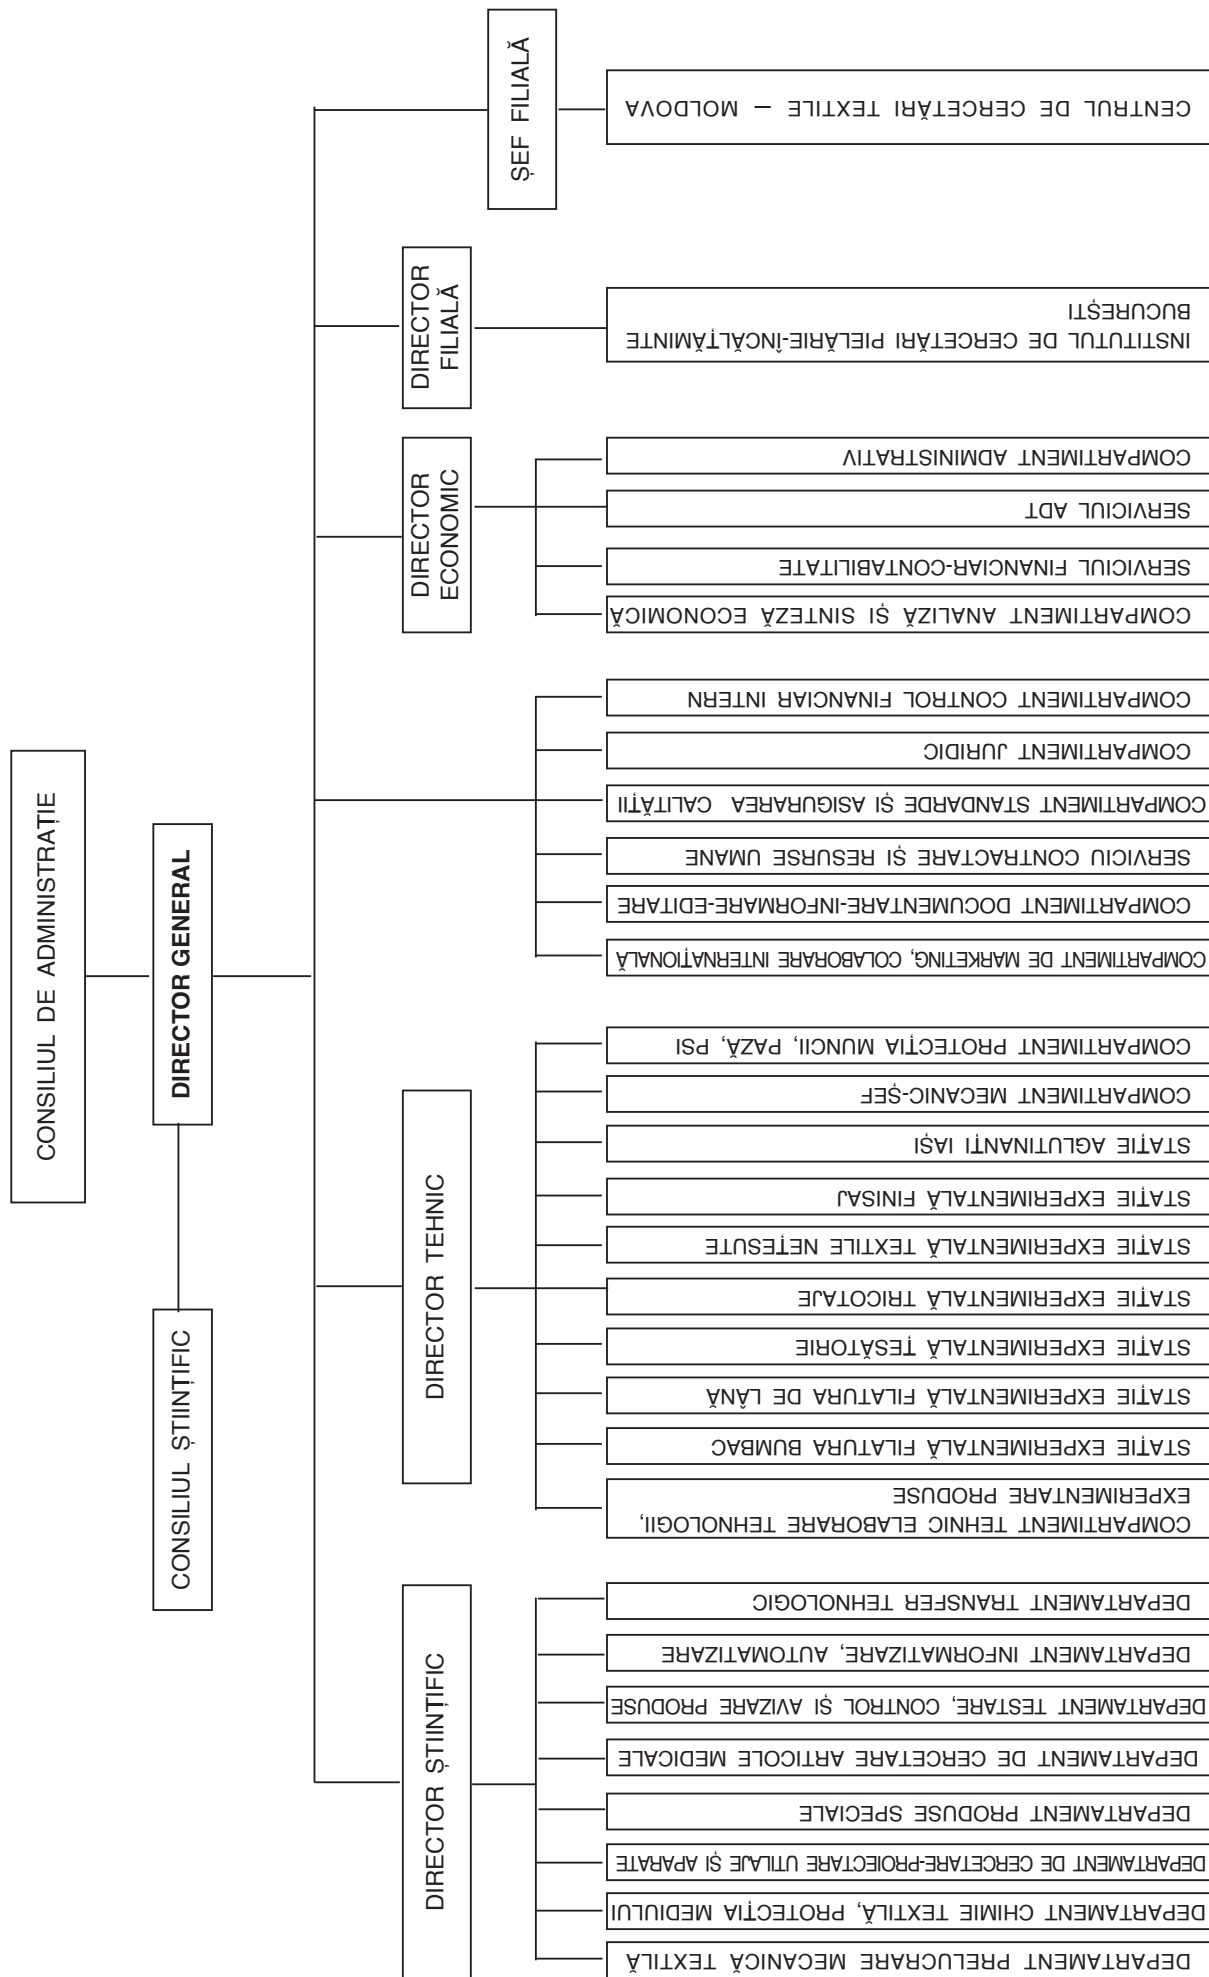 CONSILIUL DE ADMINISTRAȚIE
CONSILIUL ȘTIINȚIFIC
DIRECTOR GENERAL
DIRECTOR ȘTIINȚIFIC
DIRECTOR TEHNIC
DIRECTOR
ECONOMIC
DIRECTOR
FILIALĂ
ȘEF FILIALĂ
DEPARTAMENT PRELUCRARE MECANICĂ TEXTILĂ
DEPARTAMENT CHIMIE TEXTILĂ, PROTECȚIA MEDIULUI
DEPARTAMENT DE CERCETARE-PROIECTARE UTILAJE ȘI APARATE
DEPARTAMENT PRODUSE SPECIALE
DEPARTAMENT DE CERCETARE ARTICOLE MEDICALE
DEPARTAMENT TESTARE, CONTROL ȘI AVIZARE PRODUSE
DEPARTAMENT INFORMATIZARE, AUTOMATIZARE
DEPARTAMENT TRANSFER TEHNOLOGIC
COMPARTIMENT TEHNIC ELABORARE TEHNOLOGII,
EXPERIMENTARE PRODUSE
STAȚIE EXPERIMENTALĂ FILATURA BUMBAC
STAȚIE EXPERIMENTALĂ FILATURA DE LÂNĂ
STAȚIE EXPERIMENTALĂ ȚESĂTORIE
STAȚIE EXPERIMENTALĂ TRICOTAJE
STAȚIE EXPERIMENTALĂ TEXTILE NEȚESUTE
STAȚIE EXPERIMENTALĂ FINISAJ
STAȚIE AGLUTINANȚI IAȘI
COMPARTIMENT MECANIC-ȘEF
COMPARTIMENT PROTECȚIA MUNCII, PAZĂ, PSI
COMPARTIMENT DE MARKETING, COLABORARE INTERNAȚIONALĂ
COMPARTIMENT DOCUMENTARE-INFORMARE-EDITARE
SERVICIU CONTRACTARE ȘI RESURSE UMANE
COMPARTIMENT STANDARDE ȘI ASIGURAREA CALITĂȚII
COMPARTIMENT JURIDIC
COMPARTIMENT CONTROL FINANCIAR INTERN
COMPARTIMENT ANALIZĂ ȘI SINTEZĂ ECONOMICĂ
SERVICIUL FINANCIAR-CONTABILITATE
SERVICIUL ADT
COMPARTIMENT ADMINISTRATIV
INSTITUTUL DE CERCETĂRI PIELĂRIE-ÎNCĂLȚĂMINTE
BUCUREȘTI
CENTRUL DE CERCETĂRI TEXTILE – MOLDOVA